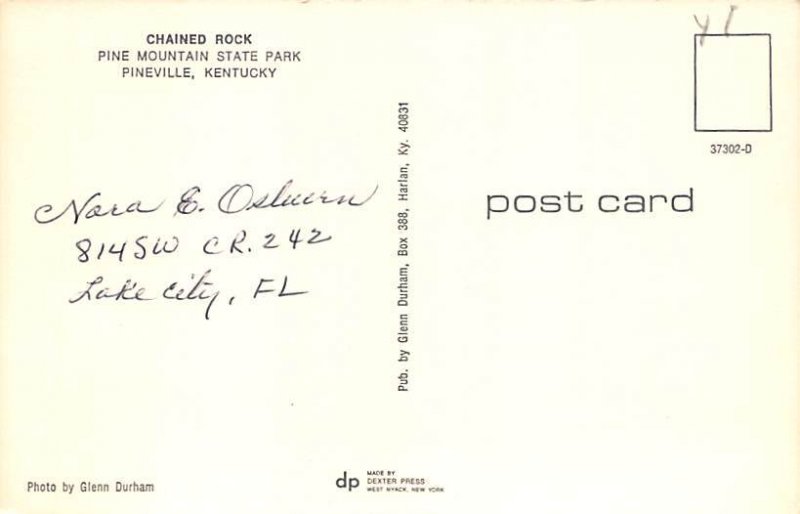 CHAINED ROCK
PINE MOUNTAIN STATE PARK
PINEVILLE, KENTUCKY
37302-D
Nora E. Osburn
814 SW CR. 242
Lake City, FL
Pub. by Glenn Durham, Box 388, Harlan, Ky. 40831
post card
Photo by Glenn Durham
dp
MADE BY
DEXTER PRESS
WEST NYACK, NEW YORK